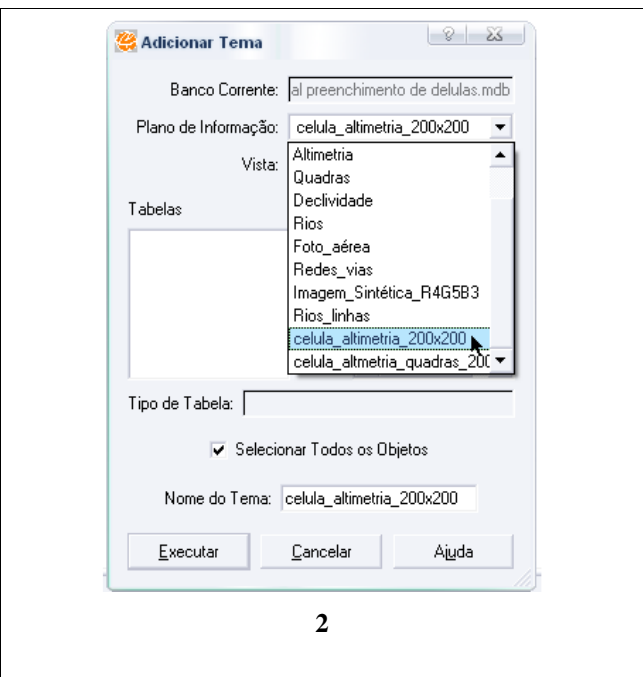 Adicionar Tema
Banco Corrente: al preenchimento de delulas.mdb
Plano de Informação: celula_altimetria_200x200
Vista:
Altimetria
Quadras
Declividade
Tabelas
Rios
Foto_aérea
Redes_vias
Imagem_Sintética_R4G5B3
Rios_linhas
celula_altimetria_200x200
celula_altmetria_quadras_200
Tipo de Tabela:
Selecionar Todos os Objetos
Nome do Tema: celula_altimetria_200x200
Executar Cancelar Ajuda
2